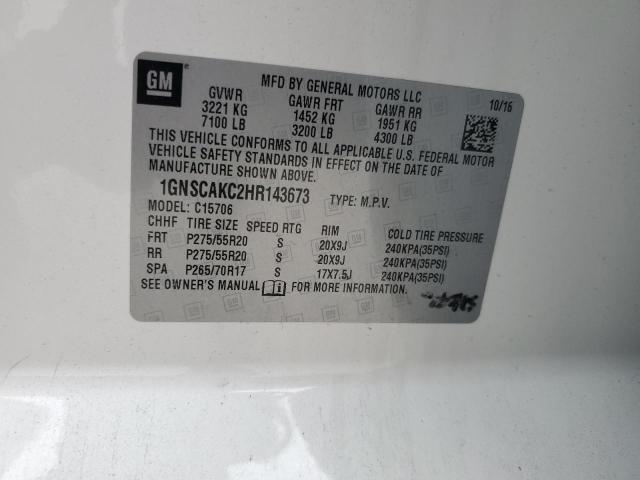 GM
MFD BY GENERAL MOTORS LLC
10/16
GVWR GAWR FRT GAWR RR
3221 KG 1452 KG 1951 KG
7100 LB 3200 LB 4300 LB
THIS VEHICLE CONFORMS TO ALL APPLICABLE U.S. FEDERAL MOTOR
VEHICLE SAFETY STANDARDS IN EFFECT ON THE DATE OF
MANUFACTURE SHOWN ABOVE.
1GNSCAKC2HR143673 TYPE: M.P.V.
MODEL: C15706
CHHF TIRE SIZE SPEED RTG RIM COLD TIRE PRESSURE
FRT P275/55R20 S 20X9J 240KPA(35PSI)
RR P275/55R20 S 20X9J 240KPA(35PSI)
SPA P265/70R17 S 17X7.5J 240KPA(35PSI)
SEE OWNER'S MANUAL FOR MORE INFORMATION.